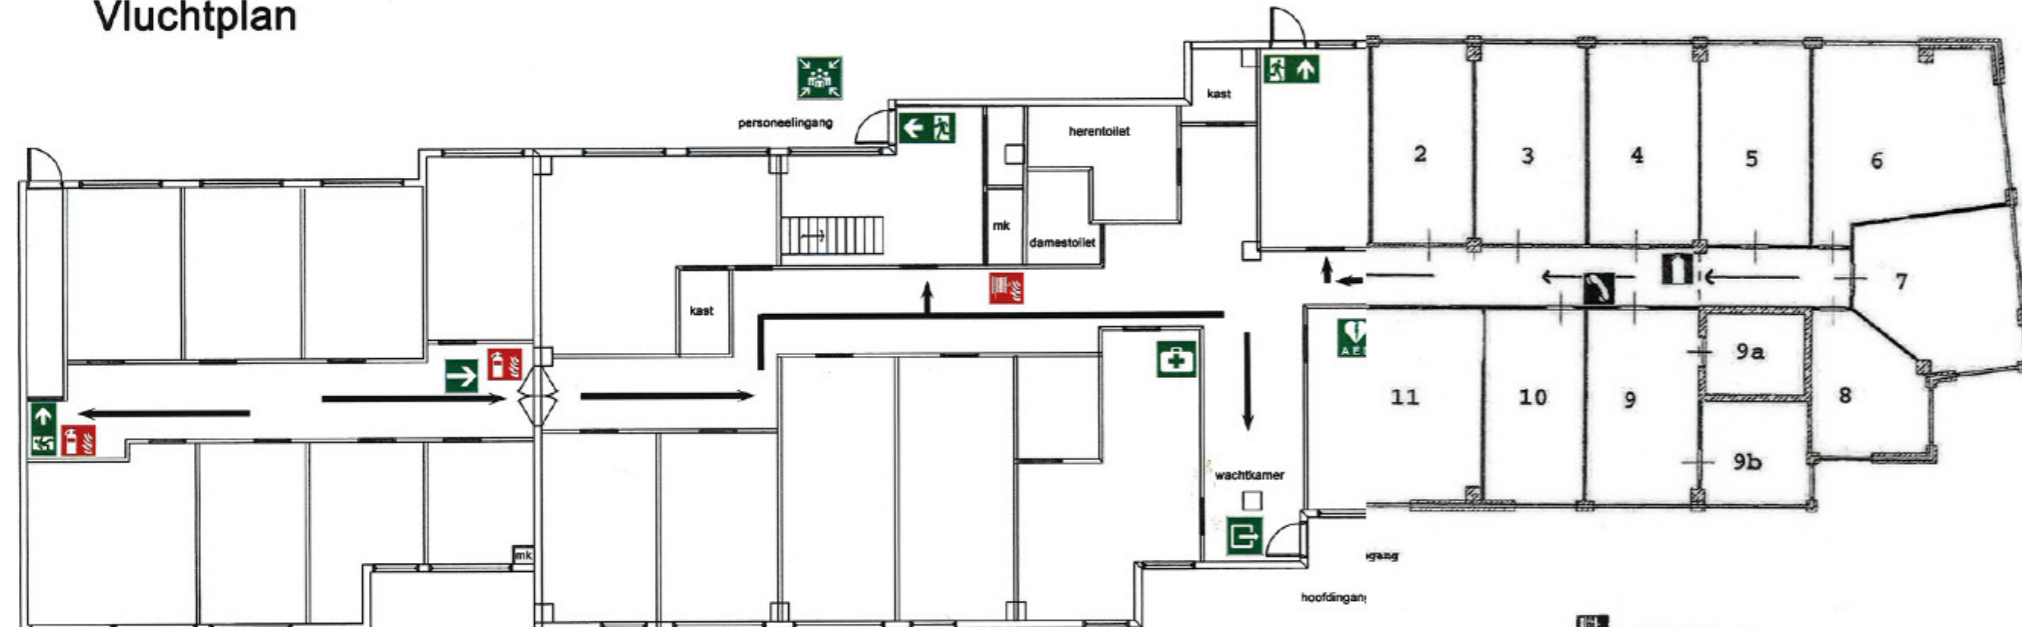 Vluchtplan
personeelingang
kast
herentoilet
2
3
4
5
6
mk
damestoilet
7
kast
AE
9a
11
10
9
8
9b
wachtkamer
mk
hoofdingang